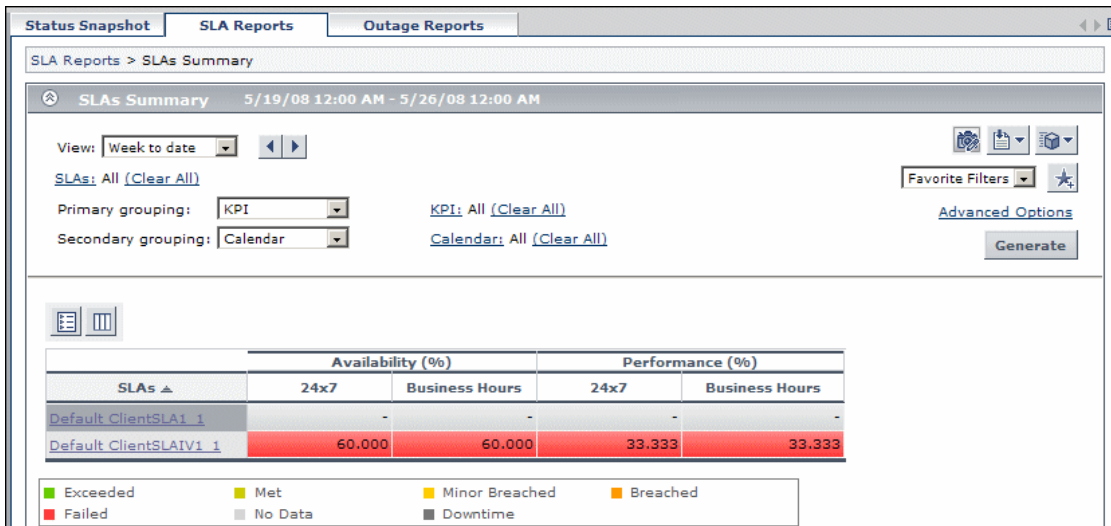 Status Snapshot SLA Reports Outage Reports
SLA Reports > SLAs Summary
SLAs Summary 5/19/08 12:00 AM - 5/26/08 12:00 AM
View: Week to date
SLAs: All (Clear All)
Favorite Filters
Primary grouping: KPI KPI: All (Clear All)
Advanced Options
Secondary grouping: Calendar Calendar: All (Clear All)
Generate
Availability (%) Performance (%)
SLAs 24x7 Business Hours 24x7 Business Hours
Default ClientSLA1_1 - - - -
Default ClientSLAIV1_1 60.000 60.000 33.333 33.333
Exceeded Met Minor Breached Breached
Failed No Data Downtime